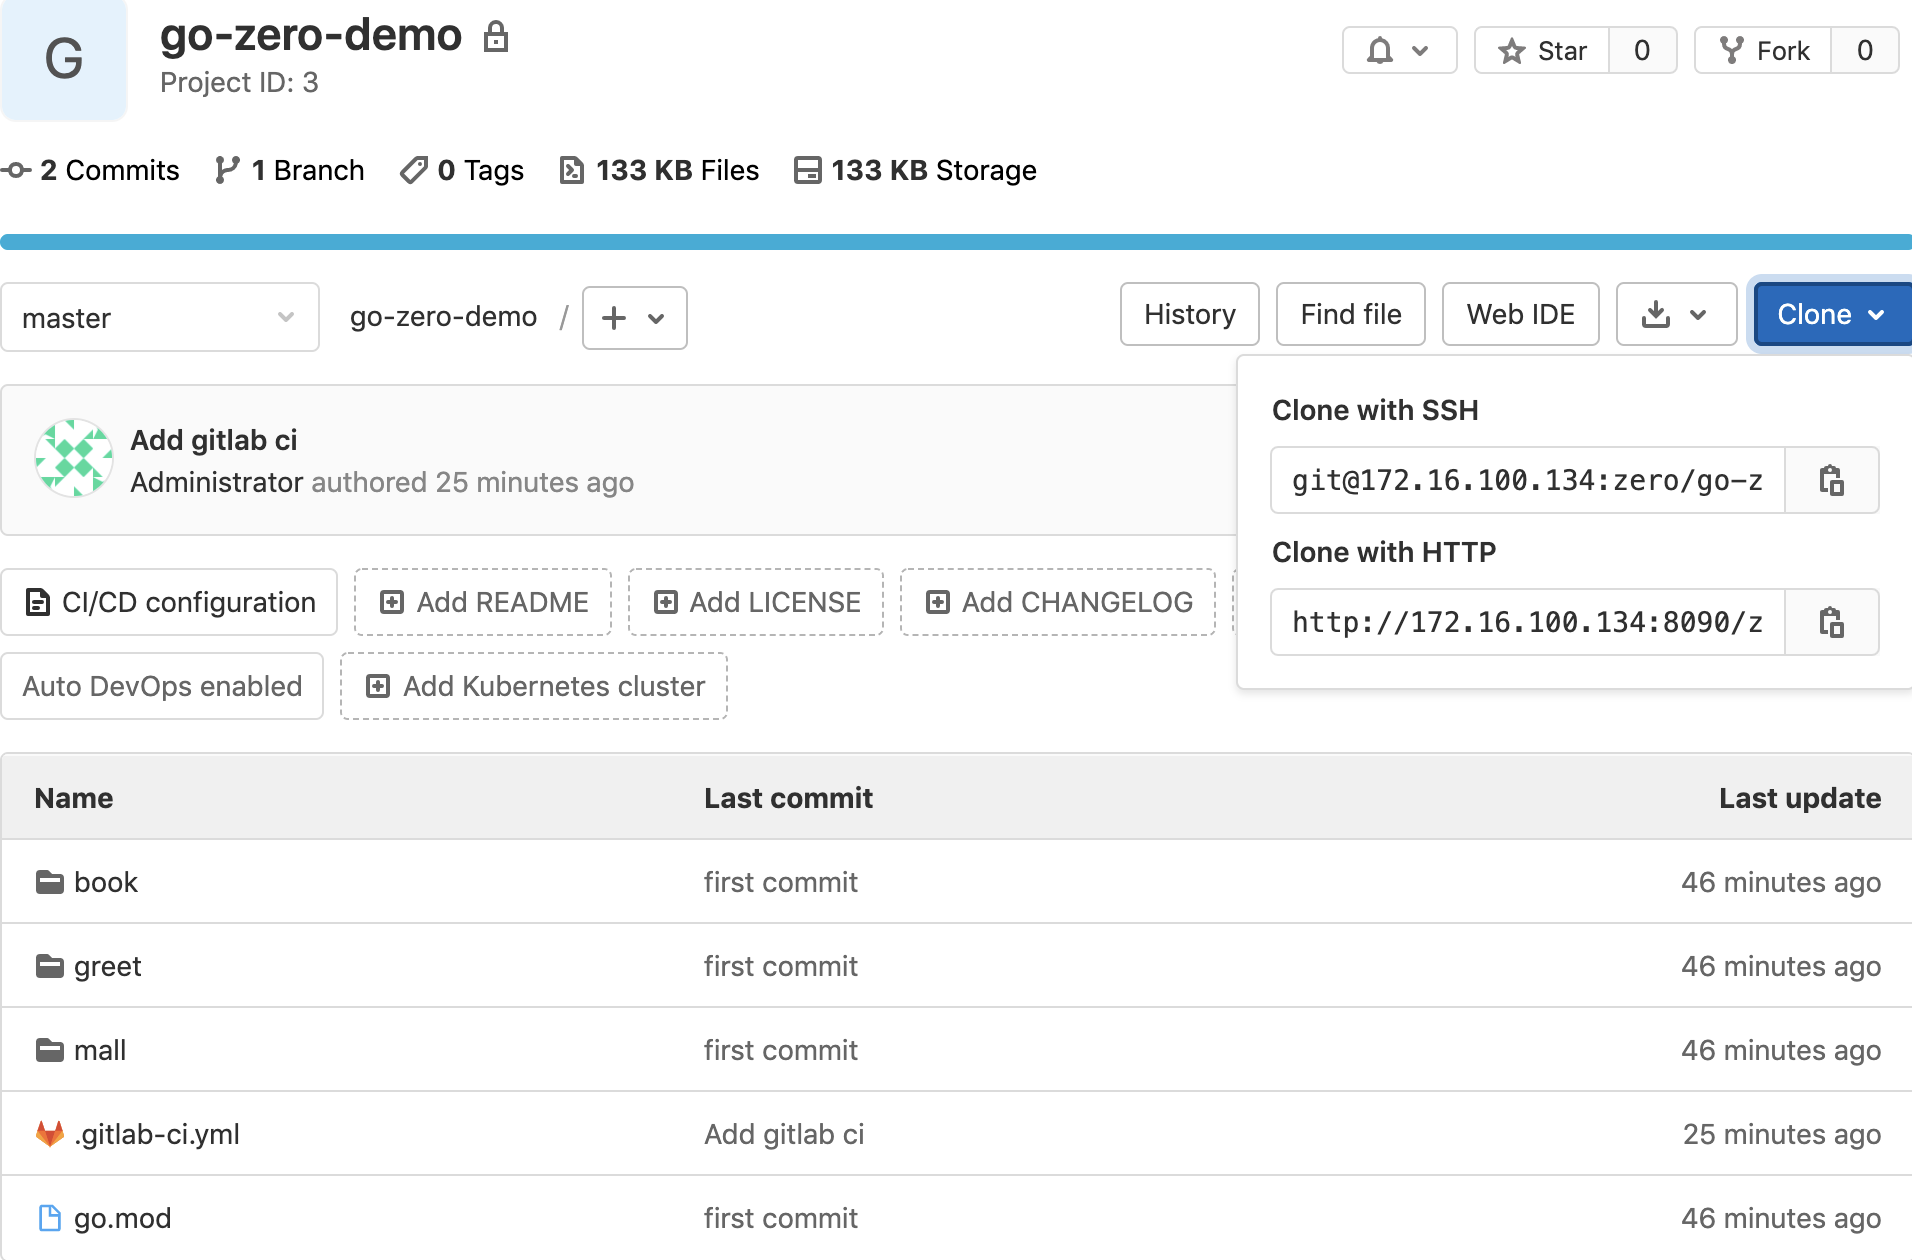 G
go-zero-demo
Project ID: 3
Star 0
Fork 0
2 Commits 1 Branch 0 Tags 133 KB Files 133 KB Storage
master go-zero-demo / History Find file Web IDE Clone
Clone with SSH
git@172.16.100.134:zero/go-z
Clone with HTTP
http://172.16.100.134:8090/z
Add gitlab ci
Administrator authored 25 minutes ago
CI/CD configuration Add README Add LICENSE Add CHANGELOG
Auto DevOps enabled Add Kubernetes cluster
Name Last commit Last update
book first commit 46 minutes ago
greet first commit 46 minutes ago
mall first commit 46 minutes ago
.gitlab-ci.yml Add gitlab ci 25 minutes ago
go.mod first commit 46 minutes ago